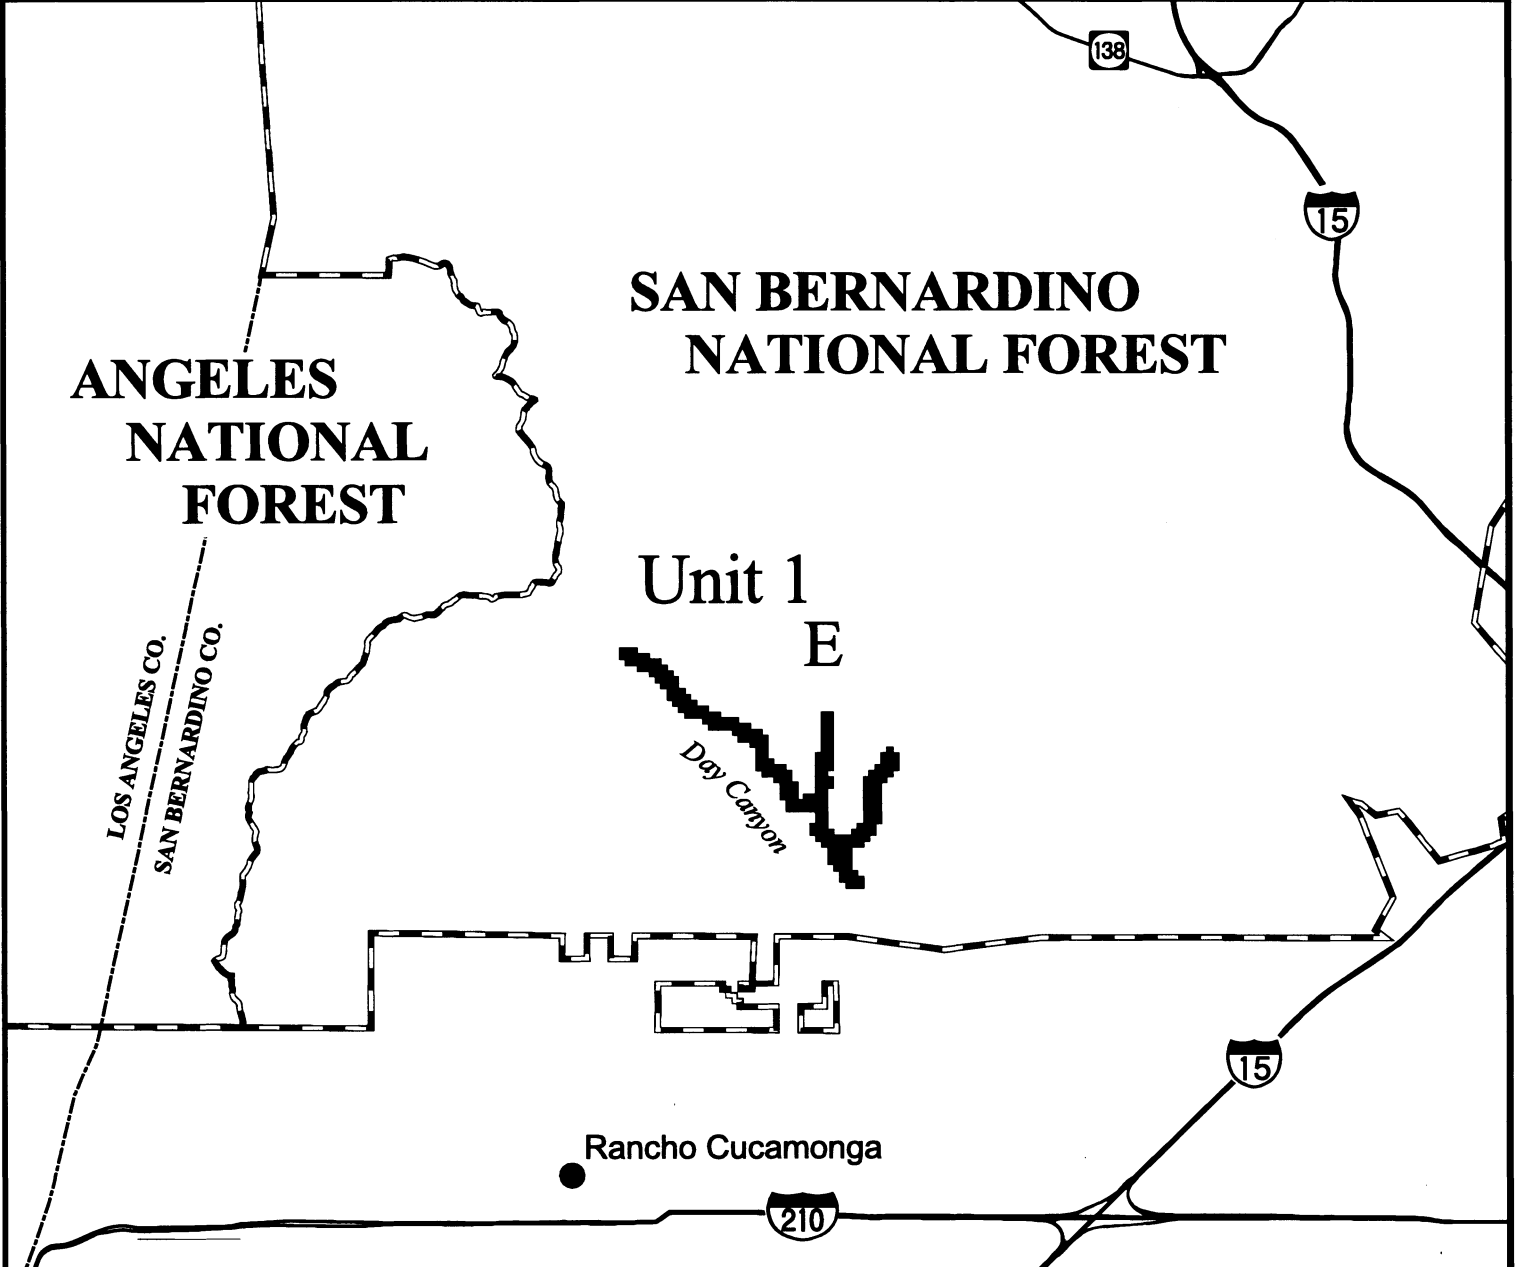 138
15
SAN BERNARDINO
NATIONAL FOREST
ANGELES
NATIONAL
FOREST
Unit 1
E
LOS ANGELES CO.
SAN BERNARDINO CO.
Day Canyon
15
Rancho Cucamonga
210